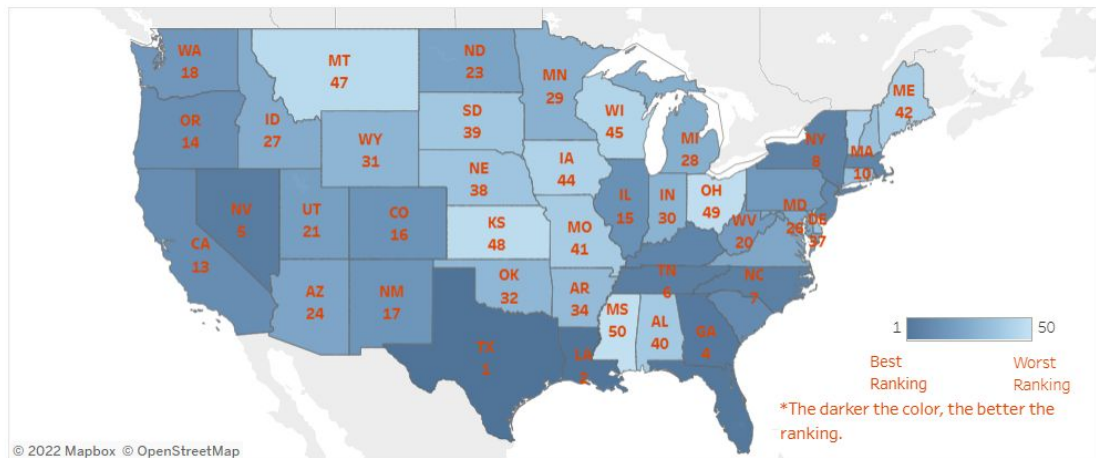 WA
18
MT
47
ND
23
MN
29
ME
42
OR
14
ID
27
SD
39
WI
45
WY
31
MI
28
NY
8
MA
10
NE
38
IA
44
NV
5
UT
21
CO
16
IL
15
IN
30
OH
49
MD
26
DE
37
WV
20
CA
13
KS
48
MO
41
TN
6
NC
7
AZ
24
NM
17
OK
32
AR
34
MS
50
AL
40
GA
4
TX
1
LA
2
1
50
Best
Ranking
Worst
Ranking
*The darker the color, the better the
ranking.
© 2022 Mapbox © OpenStreetMap